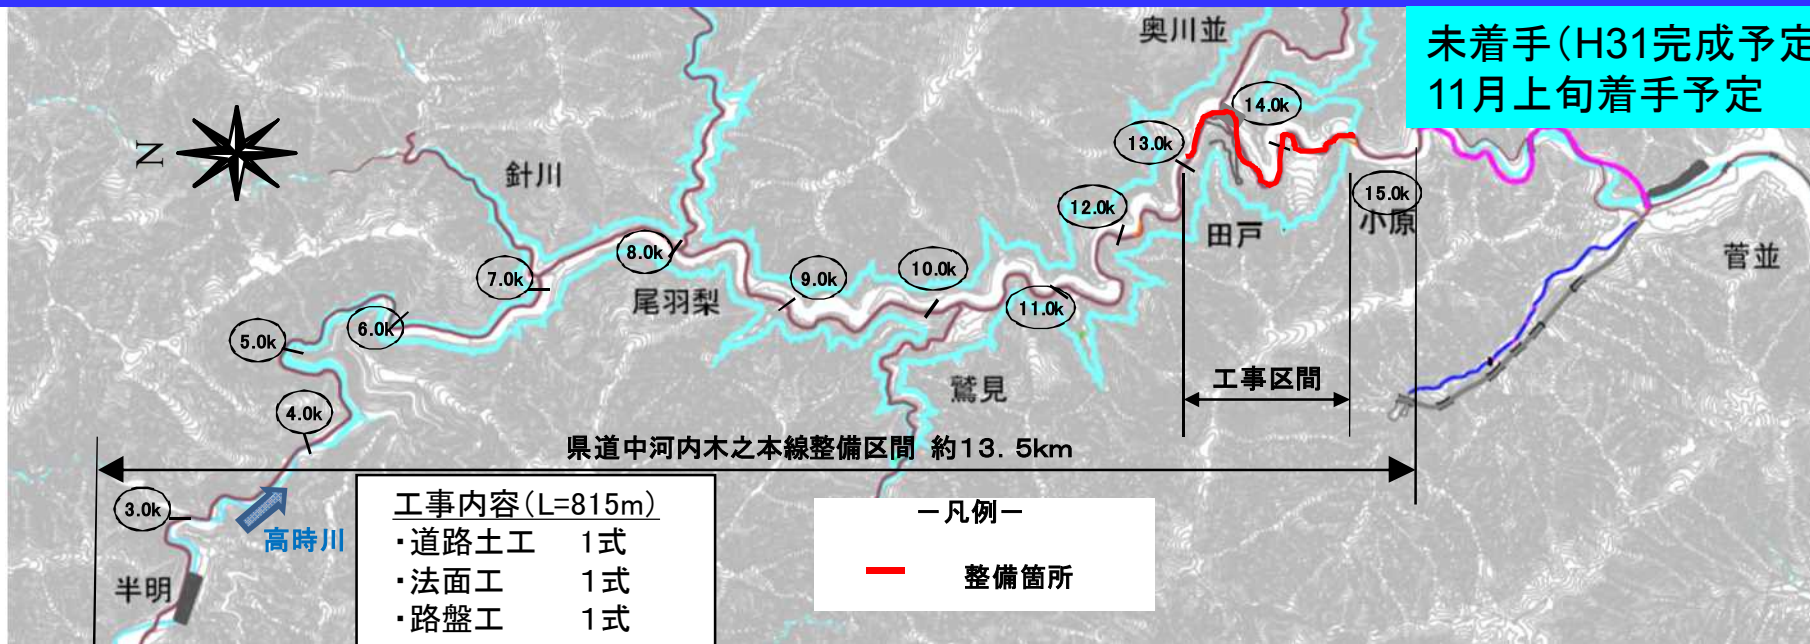 奥川並
未着手(H31完成予定
11月上旬着手予定
N
針川
14.0k
13.0k
12.0k
15.0k
田戸
小原
菅並
8.0k
7.0k
9.0k
10.0k
11.0k
尾羽梨
6.0k
5.0k
鷲見
工事区間
4.0k
県道中河内木之本線整備区間 約13.5km
3.0k
高時川
半明
工事内容(L=815m)
・道路土工 1式
・法面工 1式
・路盤工 1式
-凡例-
整備箇所